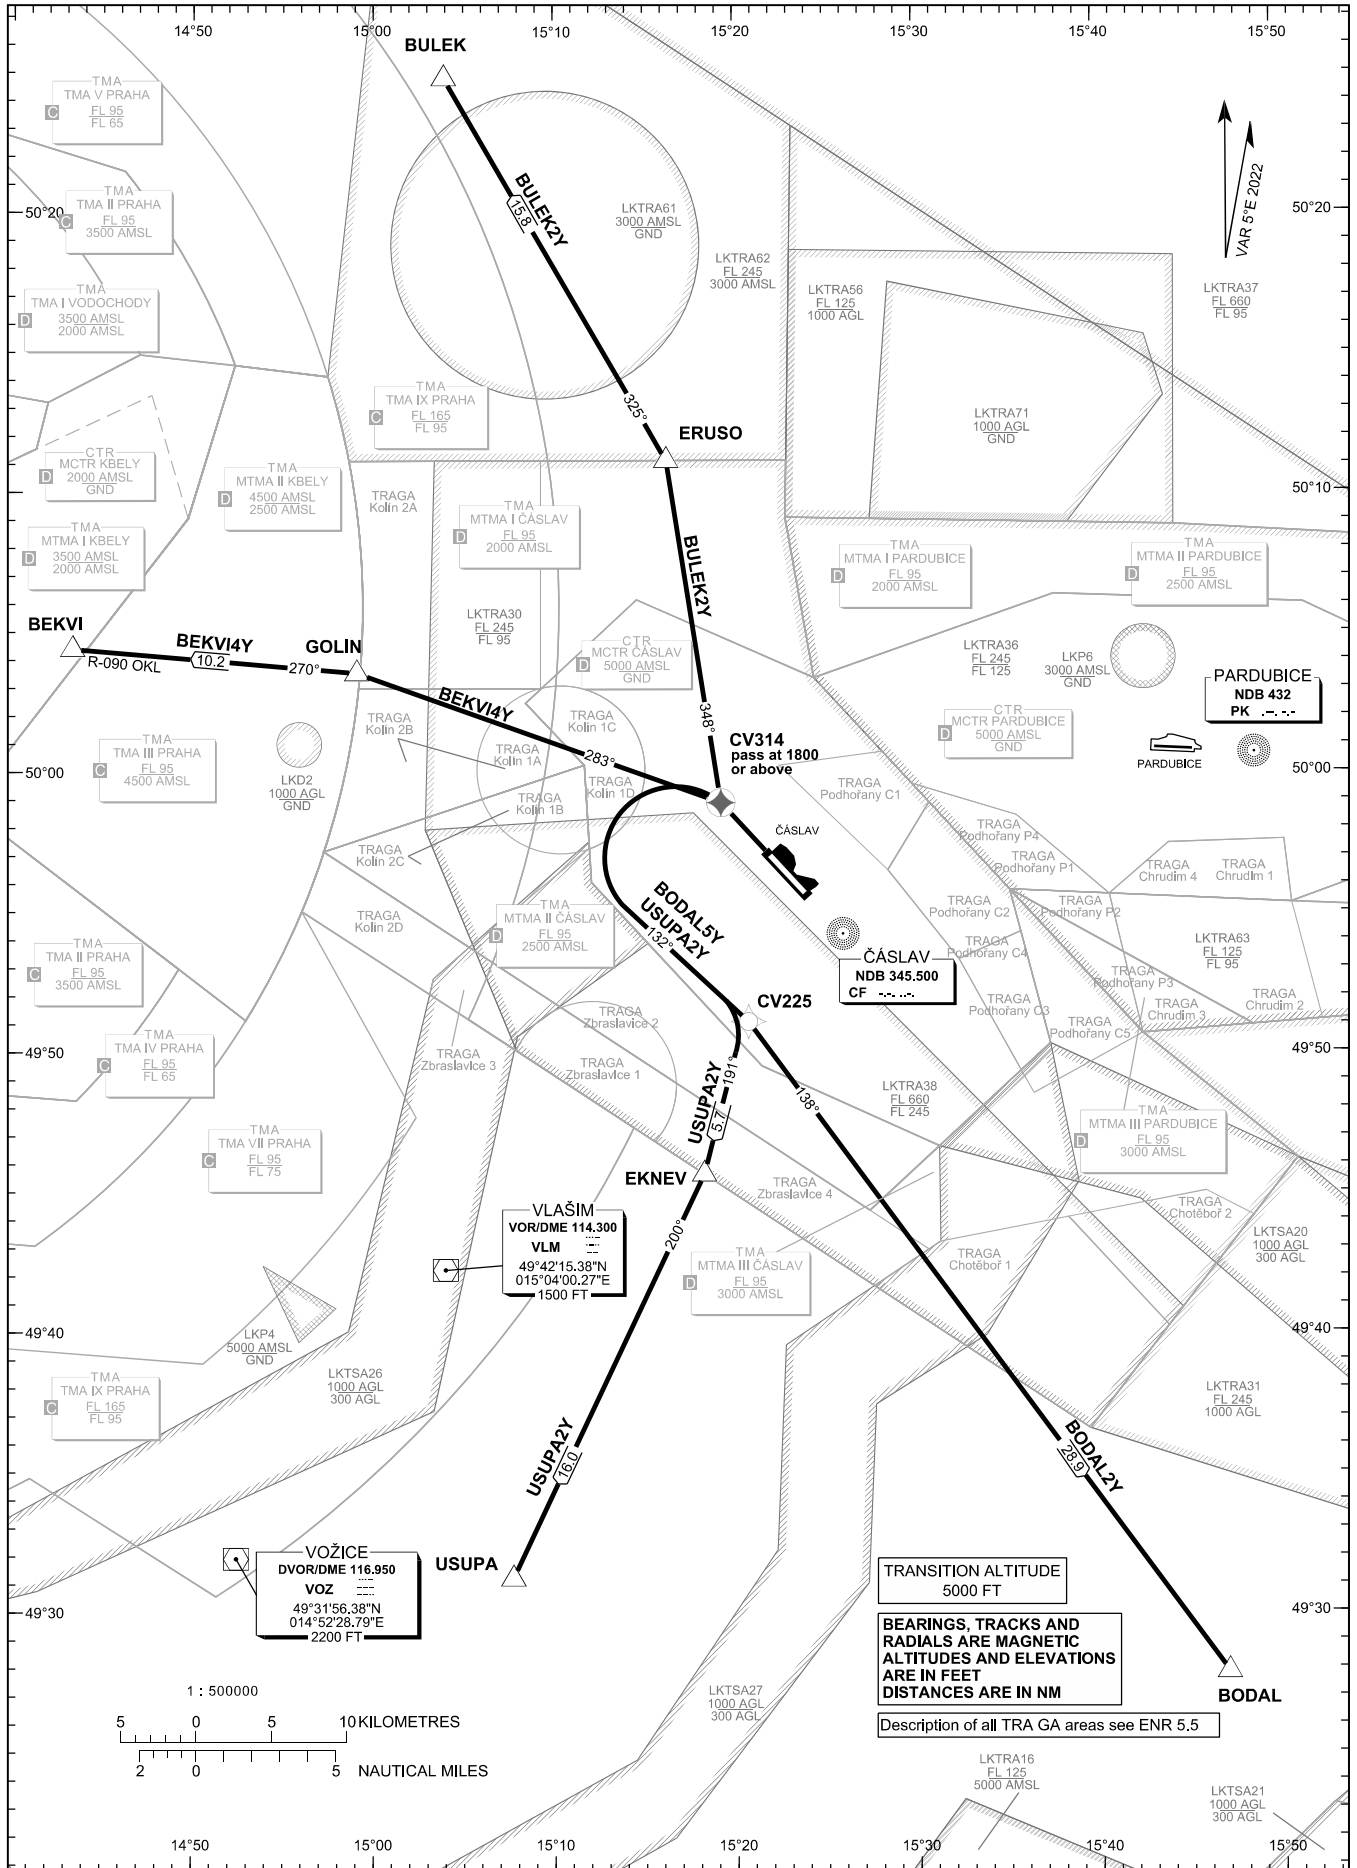 14°50'
15°00'
15°10'
15°20'
15°30'
15°40'
15°50'
BULEK
TMA
TMA V PRAHA
C
FL 95
FL 65
VAR 5°E 2022
TMA
TMA II PRAHA
C
FL 95
3500 AMSL
50°20'
BULEK2Y
15.8
LKTRA61
3000 AMSL
GND
50°20'
LKTRA62
FL 245
3000 AMSL
LKTRA56
FL 125
1000 AGL
LKTRA37
FL 660
FL 95
TMA
TMA I VODOCHODY
D
3500 AMSL
2000 AMSL
TMA
TMA IX PRAHA
C
FL 165
FL 95
325°
ERUSO
LKTRA71
1000 AGL
GND
CTR
MCTR KBELY
D
2000 AMSL
GND
TMA
MTMA II KBELY
D
4500 AMSL
2500 AMSL
TRAGA
Kolín 2A
50°10'
50°10'
TMA
MTMA I ČÁSLAV
D
FL 95
2000 AMSL
TMA
MTMA I KBELY
D
3500 AMSL
2000 AMSL
BULEK2Y
TMA
MTMA I PARDUBICE
D
FL 95
2000 AMSL
TMA
MTMA II PARDUBICE
D
FL 95
2500 AMSL
BEKVI
BEKVI4Y
10.2
R-090 OKL
270°
GOLIN
LKTRA30
FL 245
FL 95
CTR
MCTR ČÁSLAV
D
5000 AMSL
GND
LKTRA36
FL 245
FL 125
LKP6
3000 AMSL
GND
PARDUBICE
NDB 432
PK .--. -.-
BEKVI4Y
283°
348°
TRAGA
Kolín 2B
TRAGA
Kolín 1C
TRAGA
Kolín 1A
TRAGA
Kolín 1D
TRAGA
Kolín 1B
CTR
MCTR PARDUBICE
D
5000 AMSL
GND
PARDUBICE
CV314
pass at 1800
or above
TMA
TMA III PRAHA
C
FL 95
4500 AMSL
LKD2
1000 AGL
GND
50°00'
50°00'
TRAGA
Podhořany C1
ČÁSLAV
TRAGA
Kolín 2C
TRAGA
Podhořany P4
TRAGA
Podhořany P1
TRAGA
Chrudim 4
TRAGA
Chrudim 1
TRAGA
Kolín 2D
TMA
MTMA II ČÁSLAV
D
FL 95
2500 AMSL
BODAL5Y
USUPA2Y
132°
TRAGA
Podhořany C2
TRAGA
Podhořany P2
TRAGA
Podhořany C4
LKTRA63
FL 125
FL 95
TMA
TMA II PRAHA
C
FL 95
3500 AMSL
ČÁSLAV
NDB 345.500
CF -.-. ..-.
TRAGA
Podhořany P3
TRAGA
Podhořany C3
TRAGA
Chrudim 3
TRAGA
Chrudim 2
CV225
TRAGA
Podhořany C5
TRAGA
Zbraslavice 2
TRAGA
Zbraslavice 3
TRAGA
Zbraslavice 1
TMA
TMA IV PRAHA
C
FL 95
FL 65
49°50'
49°50'
191°
USUPA2Y
5.7
138°
LKTRA38
FL 660
FL 245
TMA
MTMA III PARDUBICE
D
FL 95
3000 AMSL
TMA
TMA VII PRAHA
C
FL 95
FL 75
EKNEV
TRAGA
Zbraslavice 4
TRAGA
Chotěboř 2
VLAŠIM
VOR/DME 114.300
VLM
49°42'15.38"N
015°04'00.27"E
1500 FT
200°
LKTSA20
1000 AGL
300 AGL
TRAGA
Chotěboř 1
TMA
MTMA III ČÁSLAV
D
FL 95
3000 AMSL
49°40'
49°40'
LKP4
5000 AMSL
GND
LKTSA26
1000 AGL
300 AGL
TMA
TMA IX PRAHA
C
FL 165
FL 95
LKTRA31
FL 245
1000 AGL
USUPA2Y
16.0
BODAL2Y
28.9
USUPA
VOŽICE
DVOR/DME 116.950
VOZ
49°31'56.38"N
014°52'28.79"E
2200 FT
TRANSITION ALTITUDE
5000 FT
49°30'
49°30'
BEARINGS, TRACKS AND
RADIALS ARE MAGNETIC
ALTITUDES AND ELEVATIONS
ARE IN FEET
DISTANCES ARE IN NM
BODAL
LKTSA27
1000 AGL
300 AGL
Description of all TRA GA areas see ENR 5.5
1 : 500000
5 0 5 10 KILOMETRES
2 0 5 NAUTICAL MILES
LKTRA16
FL 125
5000 AMSL
LKTSA21
1000 AGL
300 AGL
14°50'
15°00'
15°10'
15°20'
15°30'
15°40'
15°50'